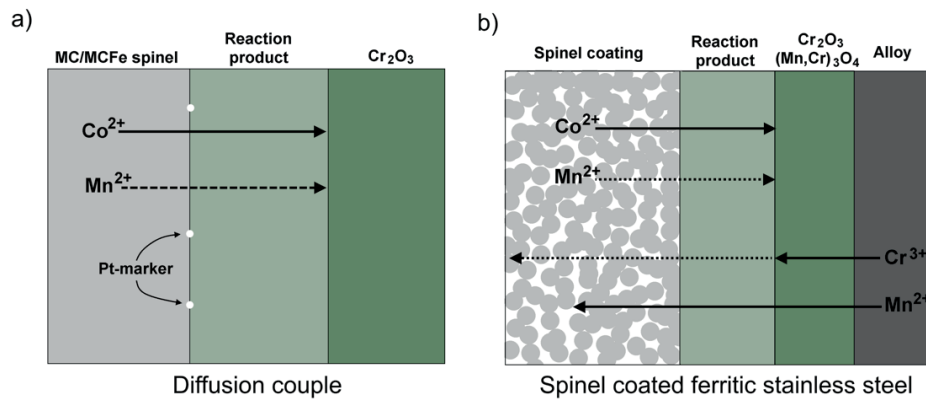 a)
MC/MCFe spinel
Reaction
product
Cr₂O₃
Co²⁺
Mn²⁺
Pt-marker
Diffusion couple
b)
Spinel coating
Reaction
product
Cr₂O₃
(Mn,Cr)₃O₄
Alloy
Co²⁺
Mn²⁺
Cr³⁺
Mn²⁺
Spinel coated ferritic stainless steel